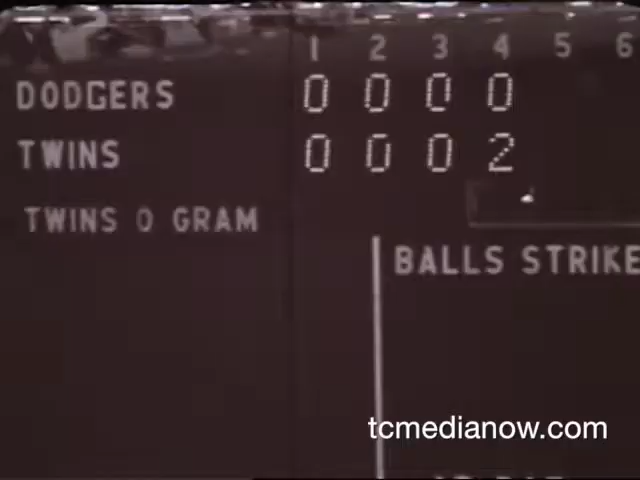 1 2 3 4 5 6
DODGERS 0 0 0 0
TWINS 0 0 0 2
TWINS O GRAM
BALLS STRIKE
tcmedianow.com